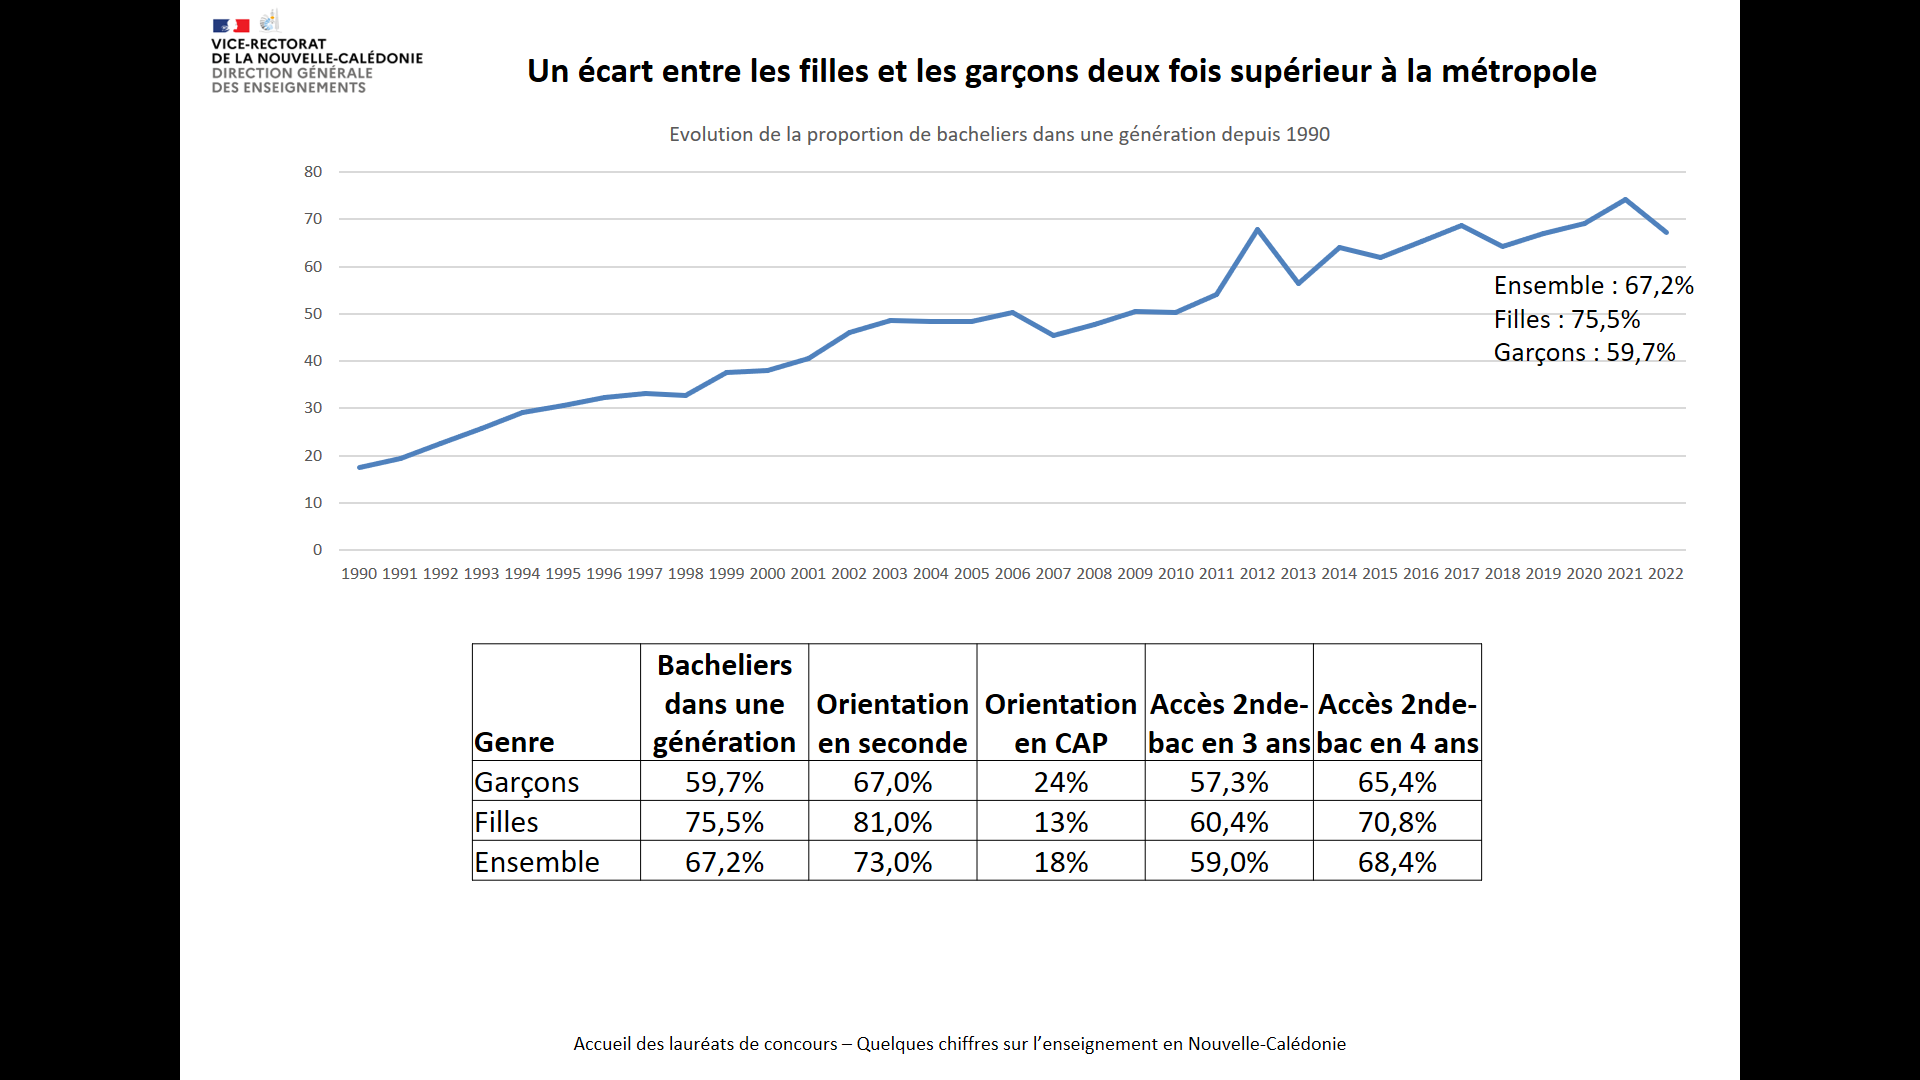 VICE-RECTORAT
DE LA NOUVELLE-CALÉDONIE
DIRECTION GÉNÉRALE
DES ENSEIGNEMENTS
Un écart entre les filles et les garçons deux fois supérieur à la métropole
Evolution de la proportion de bacheliers dans une génération depuis 1990
80
70
60
50
40
30
20
10
0
Ensemble : 67,2%
Filles : 75,5%
Garçons : 59,7%
1990 1991 1992 1993 1994 1995 1996 1997 1998 1999 2000 2001 2002 2003 2004 2005 2006 2007 2008 2009 2010 2011 2012 2013 2014 2015 2016 2017 2018 2019 2020 2021 2022
Genre
Bacheliers
dans une
génération
Orientation
en seconde
Orientation
en CAP
Accès 2nde-
bac en 3 ans
Accès 2nde-
bac en 4 ans
Garçons 59,7% 67,0% 24% 57,3% 65,4%
Filles 75,5% 81,0% 13% 60,4% 70,8%
Ensemble 67,2% 73,0% 18% 59,0% 68,4%
Accueil des lauréats de concours – Quelques chiffres sur l’enseignement en Nouvelle-Calédonie